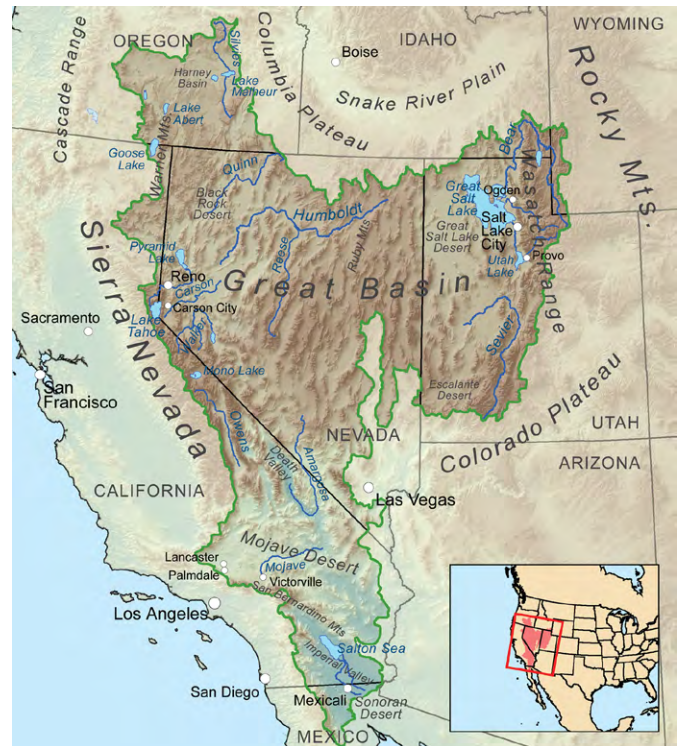 WYOMING
OREGON
IDAHO
Cascade Range
Columbia Plateau
Boise
Rocky Mts.
Silvies
Harney
Basin
Lake
Malheur
Snake River Plain
Lake
Abert
Goose
Lake
Warner Mts.
Quinn
Bear
Wasatch Range
Black
Rock
Desert
Great
Salt
Lake
Ogden
Humboldt
Salt
Lake
City
Great
Salt Lake
Desert
Pyramid
Lake
Reese
Ruby Mts.
Utah
Lake
Provo
Sierra Nevada
Reno
Great Basin
Carson
Carson City
Sacramento
Lake
Tahoe
Walker
Sevier
Mono Lake
San
Francisco
Escalante
Desert
Owens
UTAH
NEVADA
Colorado Plateau
ARIZONA
Death
Valley
Amargosa
CALIFORNIA
Las Vegas
Mojave Desert
Lancaster
Palmdale
Mojave
Victorville
San Bernardino Mts
Los Angeles
Salton Sea
Imperial Valley
San Diego
Mexicali
Sonoran
Desert
MEXICO